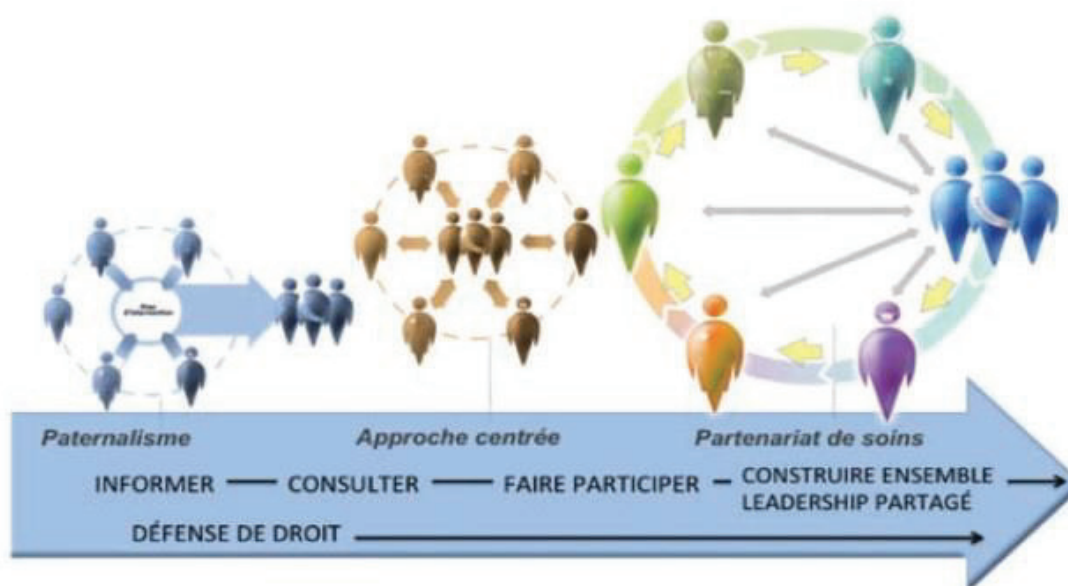 Paternalisme
Approche centrée
Partenariat de soins
INFORMER
CONSULTER
FAIRE PARTICIPER
CONSTRUIRE ENSEMBLE
LEADERSHIP PARTAGÉ
DÉFENSE DE DROIT